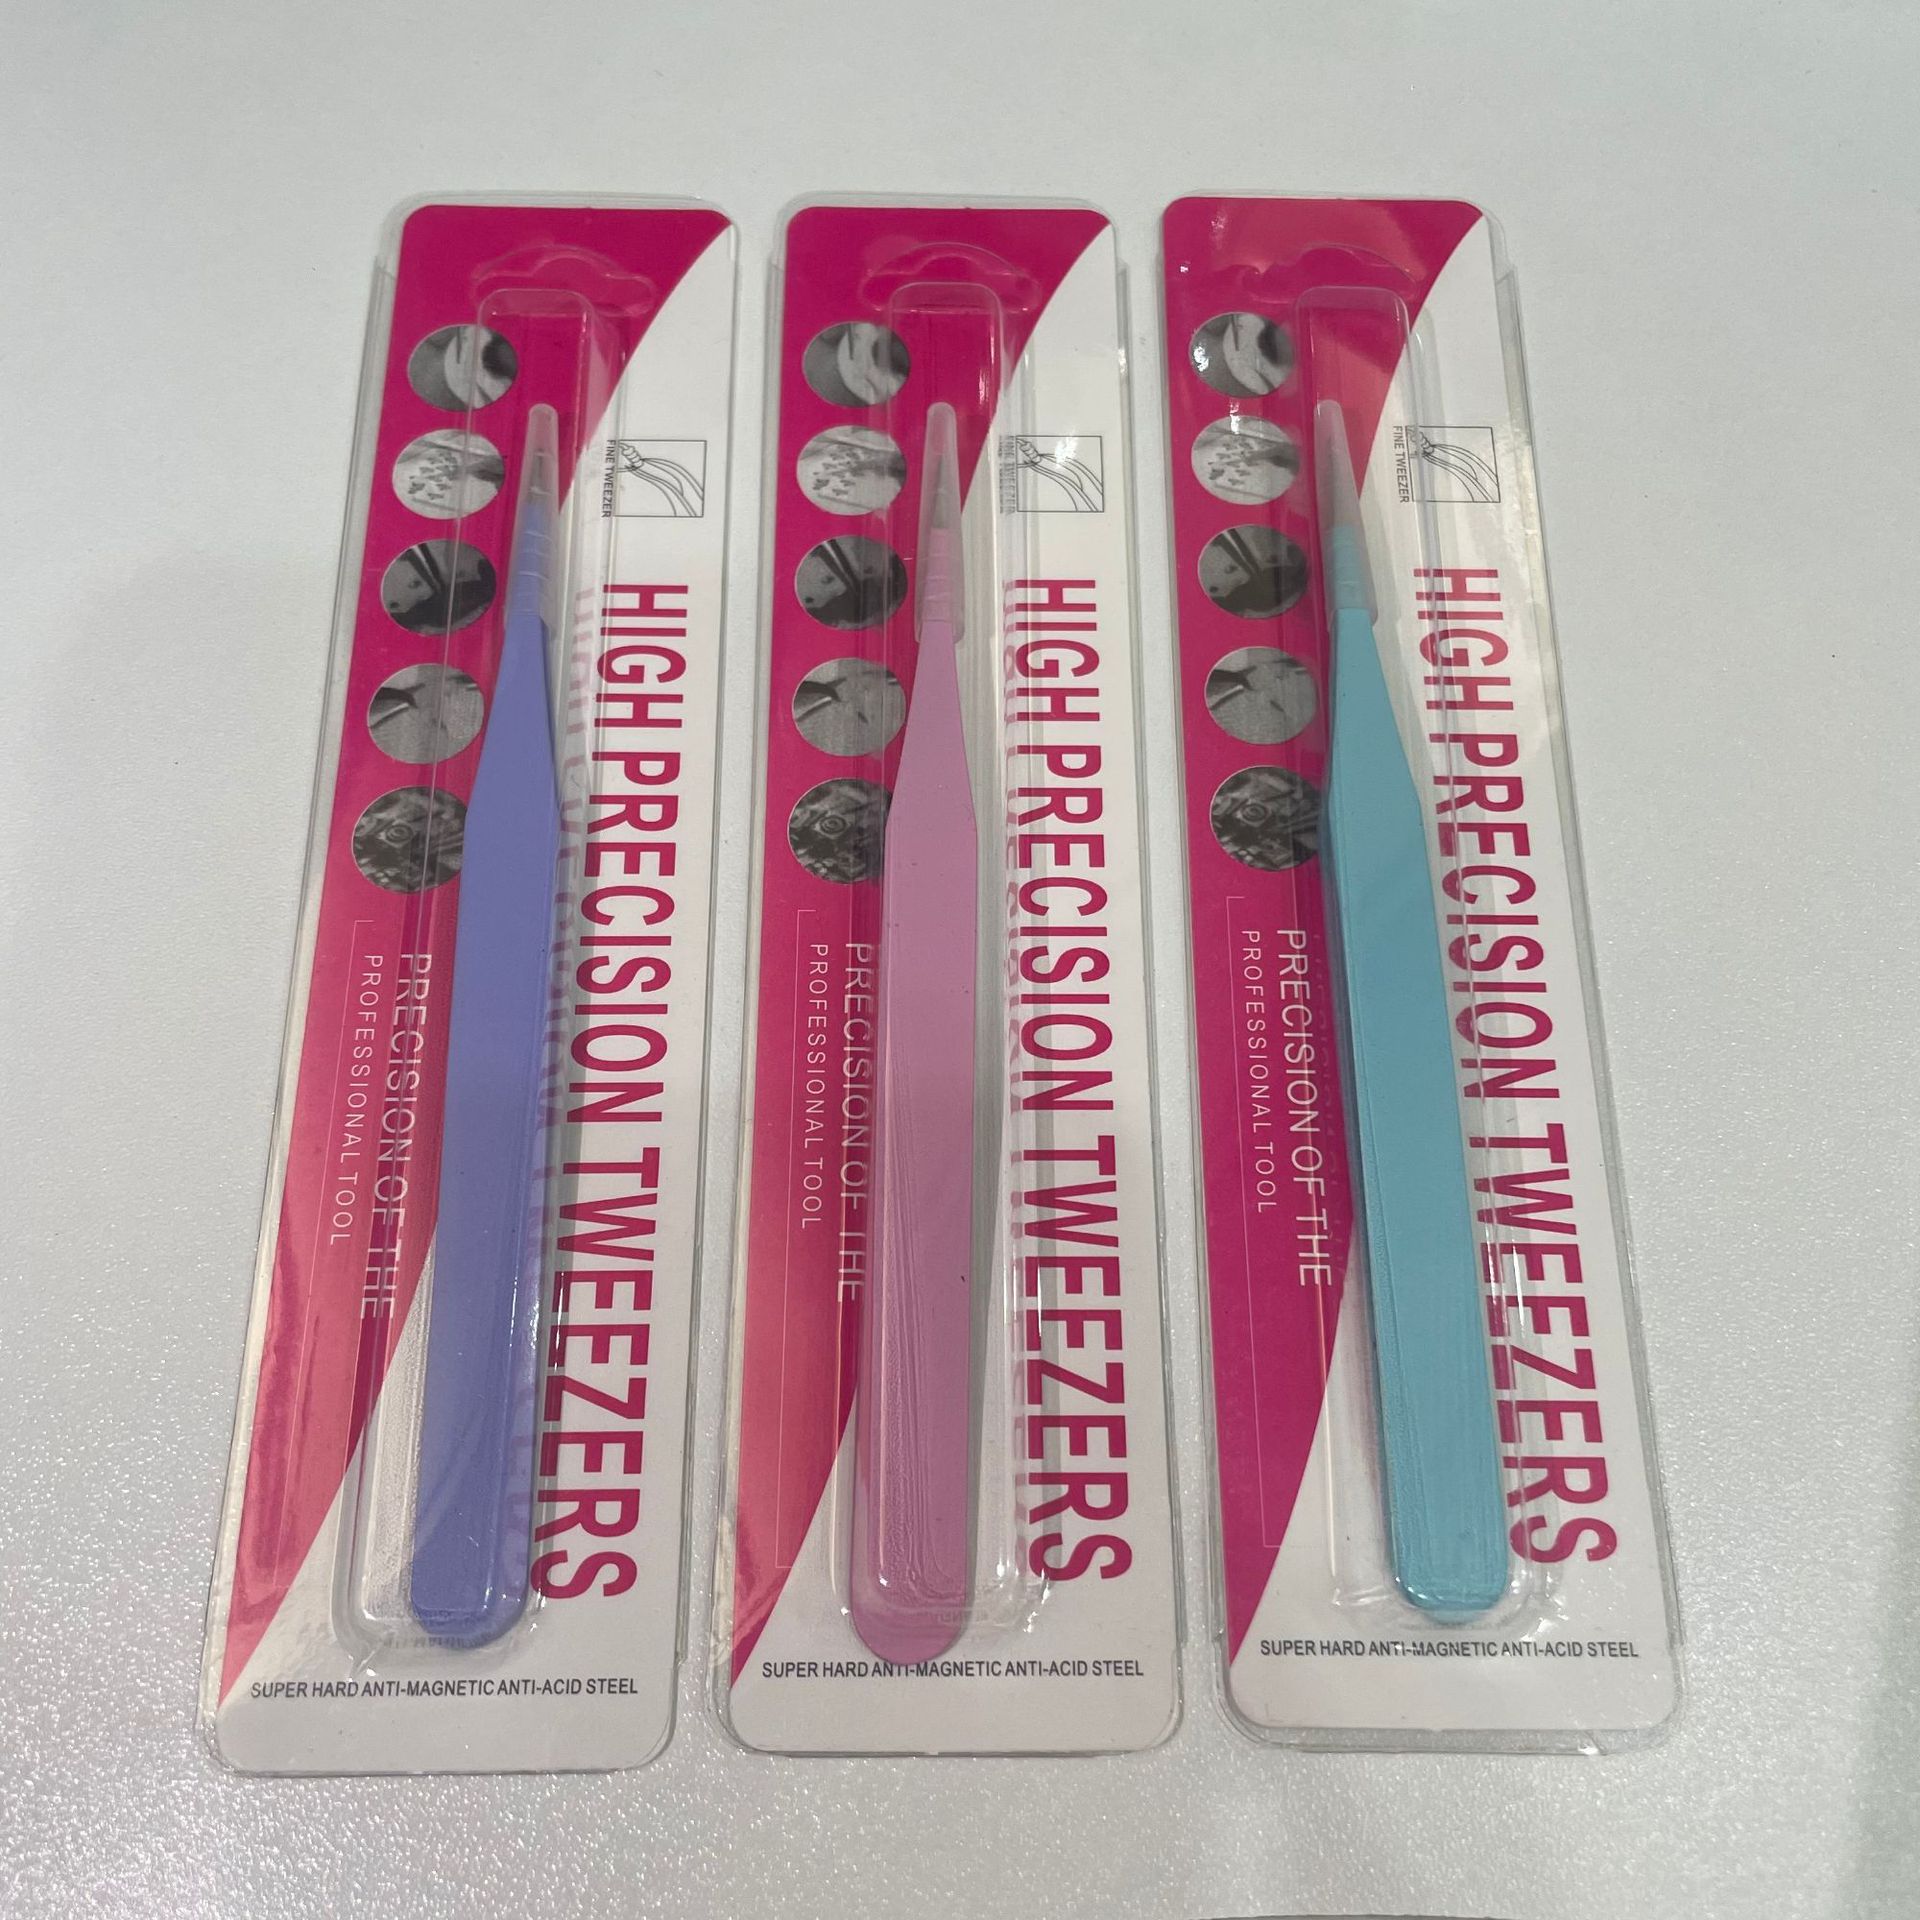 FINE TWEEZER
HIGH PRECISION TWEEZERS
PRECISION OF THE
PROFESSIONAL TOOL
SUPER HARD ANTI-MAGNETIC ANTI-ACID STEEL
FINE TWEEZER
HIGH PRECISION TWEEZERS
PRECISION OF THE
PROFESSIONAL TOOL
SUPER HARD ANTI-MAGNETIC ANTI-ACID STEEL
FINE TWEEZER
HIGH PRECISION TWEEZERS
PRECISION OF THE
PROFESSIONAL TOOL
SUPER HARD ANTI-MAGNETIC ANTI-ACID STEEL